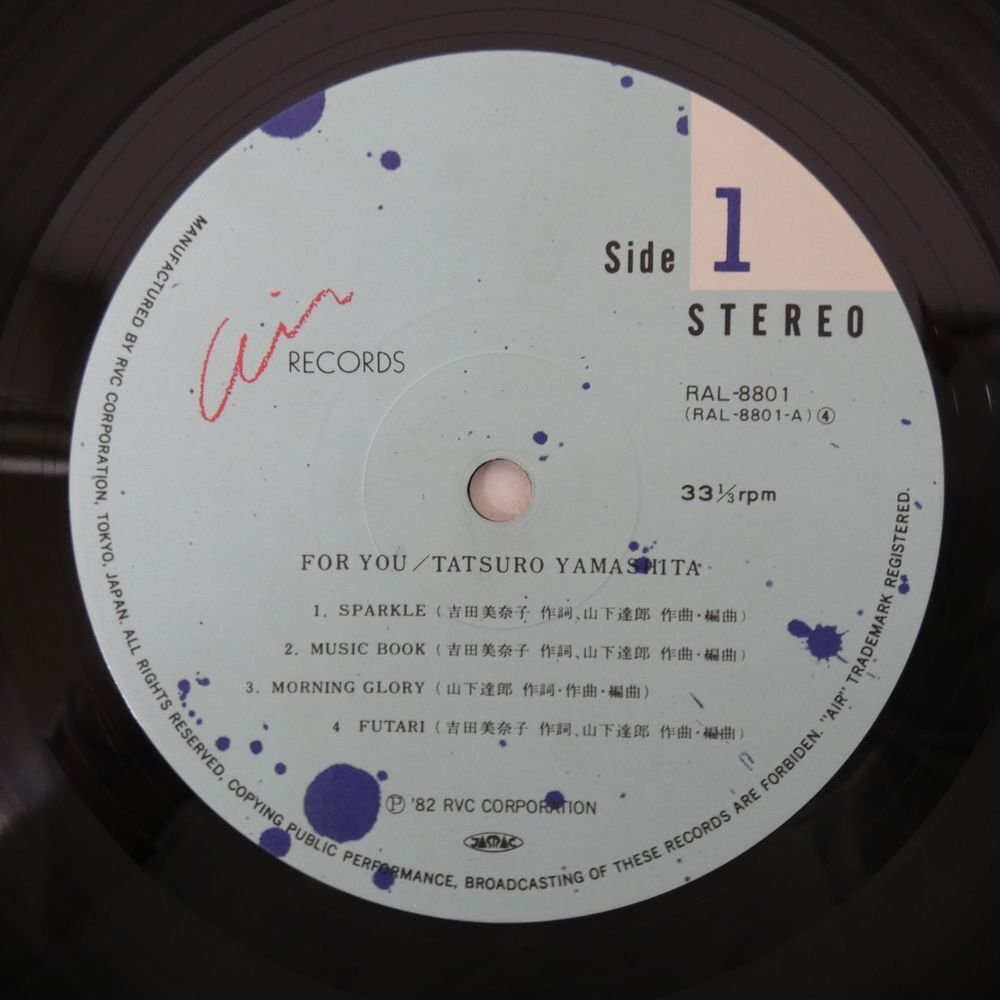 Side 1
STEREO
air RECORDS
RAL-8801
(RAL-8801-A) ④
33 1/3 rpm
FOR YOU/TATSURO YAMASHITA
1. SPARKLE (吉田美奈子 作詞、山下達郎 作曲・編曲)
2. MUSIC BOOK (吉田美奈子 作詞、山下達郎 作曲・編曲)
3. MORNING GLORY (山下達郎 作詞・作曲・編曲)
4 FUTARI (吉田美奈子 作詞、山下達郎 作曲・編曲)
Ⓟ '82 RVC CORPORATION
JASRAC
MANUFACTURED BY RVC CORPORATION, TOKYO, JAPAN. ALL RIGHTS RESERVED, COPYING PUBLIC PERFORMANCE, BROADCASTING OF THESE RECORDS ARE FORBIDEN. "AIR" TRADEMARK REGISTERED.